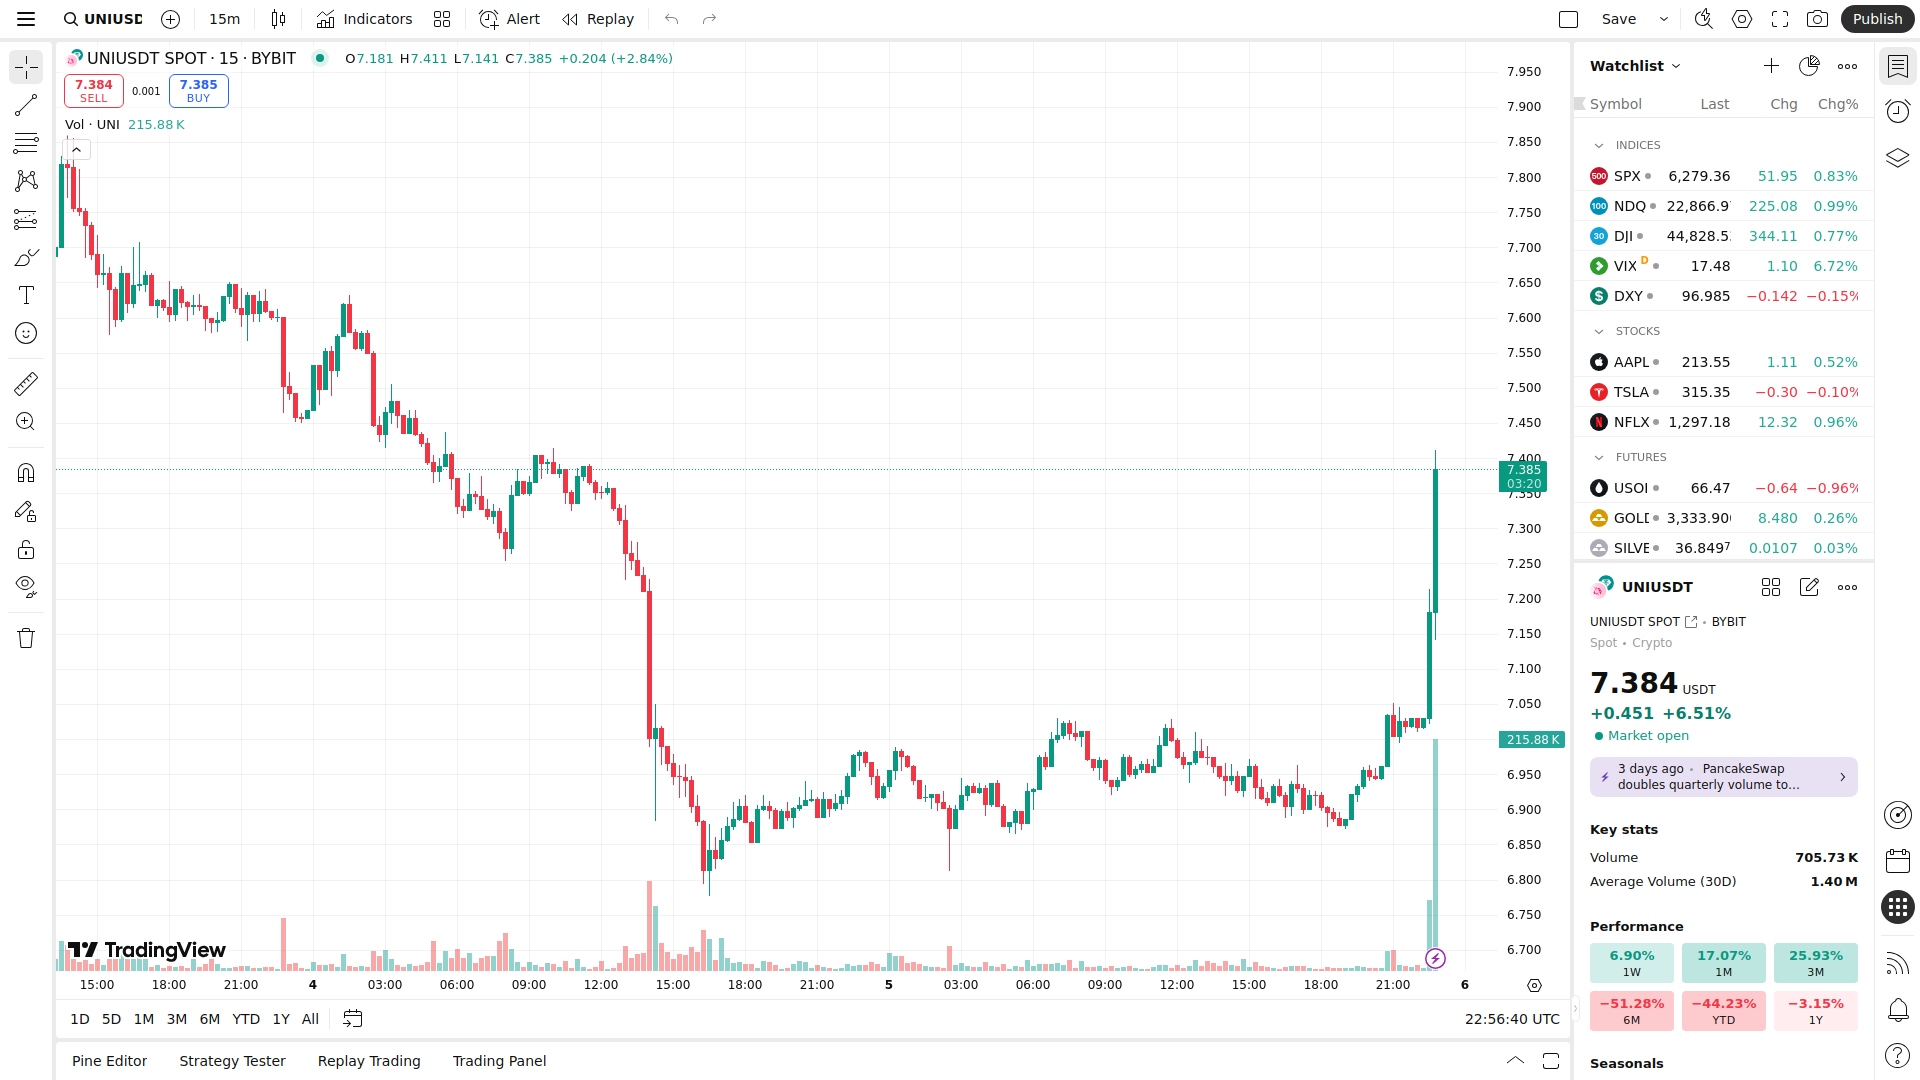 UNIUSD
15m
Indicators
Alert
Replay
Save
Publish
UNIUSDT SPOT · 15 · BYBIT
O7.181 H7.411 L7.141 C7.385 +0.204 (+2.84%)
7.384
SELL
0.001
7.385
BUY
Vol · UNI 215.88 K
7.950
7.900
7.850
7.800
7.750
7.700
7.650
7.600
7.550
7.500
7.450
7.400
7.385
03:20
7.350
7.300
7.250
7.200
7.150
7.100
7.050
215.88 K
6.950
6.900
6.850
6.800
6.750
6.700
TradingView
15:00 18:00 21:00 4 03:00 06:00 09:00 12:00 15:00 18:00 21:00 5 03:00 06:00 09:00 12:00 15:00 18:00 21:00 6
1D 5D 1M 3M 6M YTD 1Y All
22:56:40 UTC
Pine Editor Strategy Tester Replay Trading Trading Panel
Watchlist
Symbol Last Chg Chg%
INDICES
SPX 6,279.36 51.95 0.83%
NDQ 22,866.9 225.08 0.99%
DJI 44,828.5 344.11 0.77%
VIX D 17.48 1.10 6.72%
DXY 96.985 −0.142 −0.15%
STOCKS
AAPL 213.55 1.11 0.52%
TSLA 315.35 −0.30 −0.10%
NFLX 1,297.18 12.32 0.96%
FUTURES
USOI 66.47 −0.64 −0.96%
GOLD 3,333.90 8.480 0.26%
SILVE 36.849⁷ 0.0107 0.03%
UNIUSDT
UNIUSDT SPOT • BYBIT
Spot • Crypto
7.384 USDT
+0.451 +6.51%
Market open
3 days ago • PancakeSwap
doubles quarterly volume to…
Key stats
Volume 705.73 K
Average Volume (30D) 1.40 M
Performance
6.90% 17.07% 25.93%
1W 1M 3M
−51.28% −44.23% −3.15%
6M YTD 1Y
Seasonals